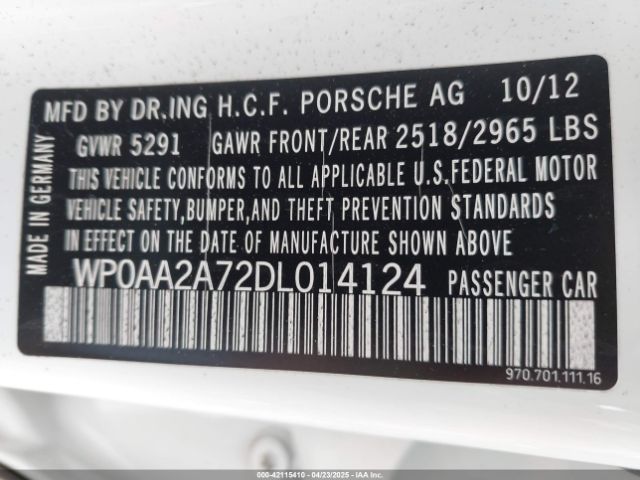 MFD BY DR.ING H.C.F. PORSCHE AG 10/12
GVWR 5291 GAWR FRONT/REAR 2518/2965 LBS
THIS VEHICLE CONFORMS TO ALL APPLICABLE U.S.FEDERAL MOTOR
VEHICLE SAFETY,BUMPER,AND THEFT PREVENTION STANDARDS
IN EFFECT ON THE DATE OF MANUFACTURE SHOWN ABOVE
WP0AA2A72DL014124 PASSENGER CAR
MADE IN GERMANY
970.701.111.16
000-42115410 - 04/23/2025 - IAAI.COM